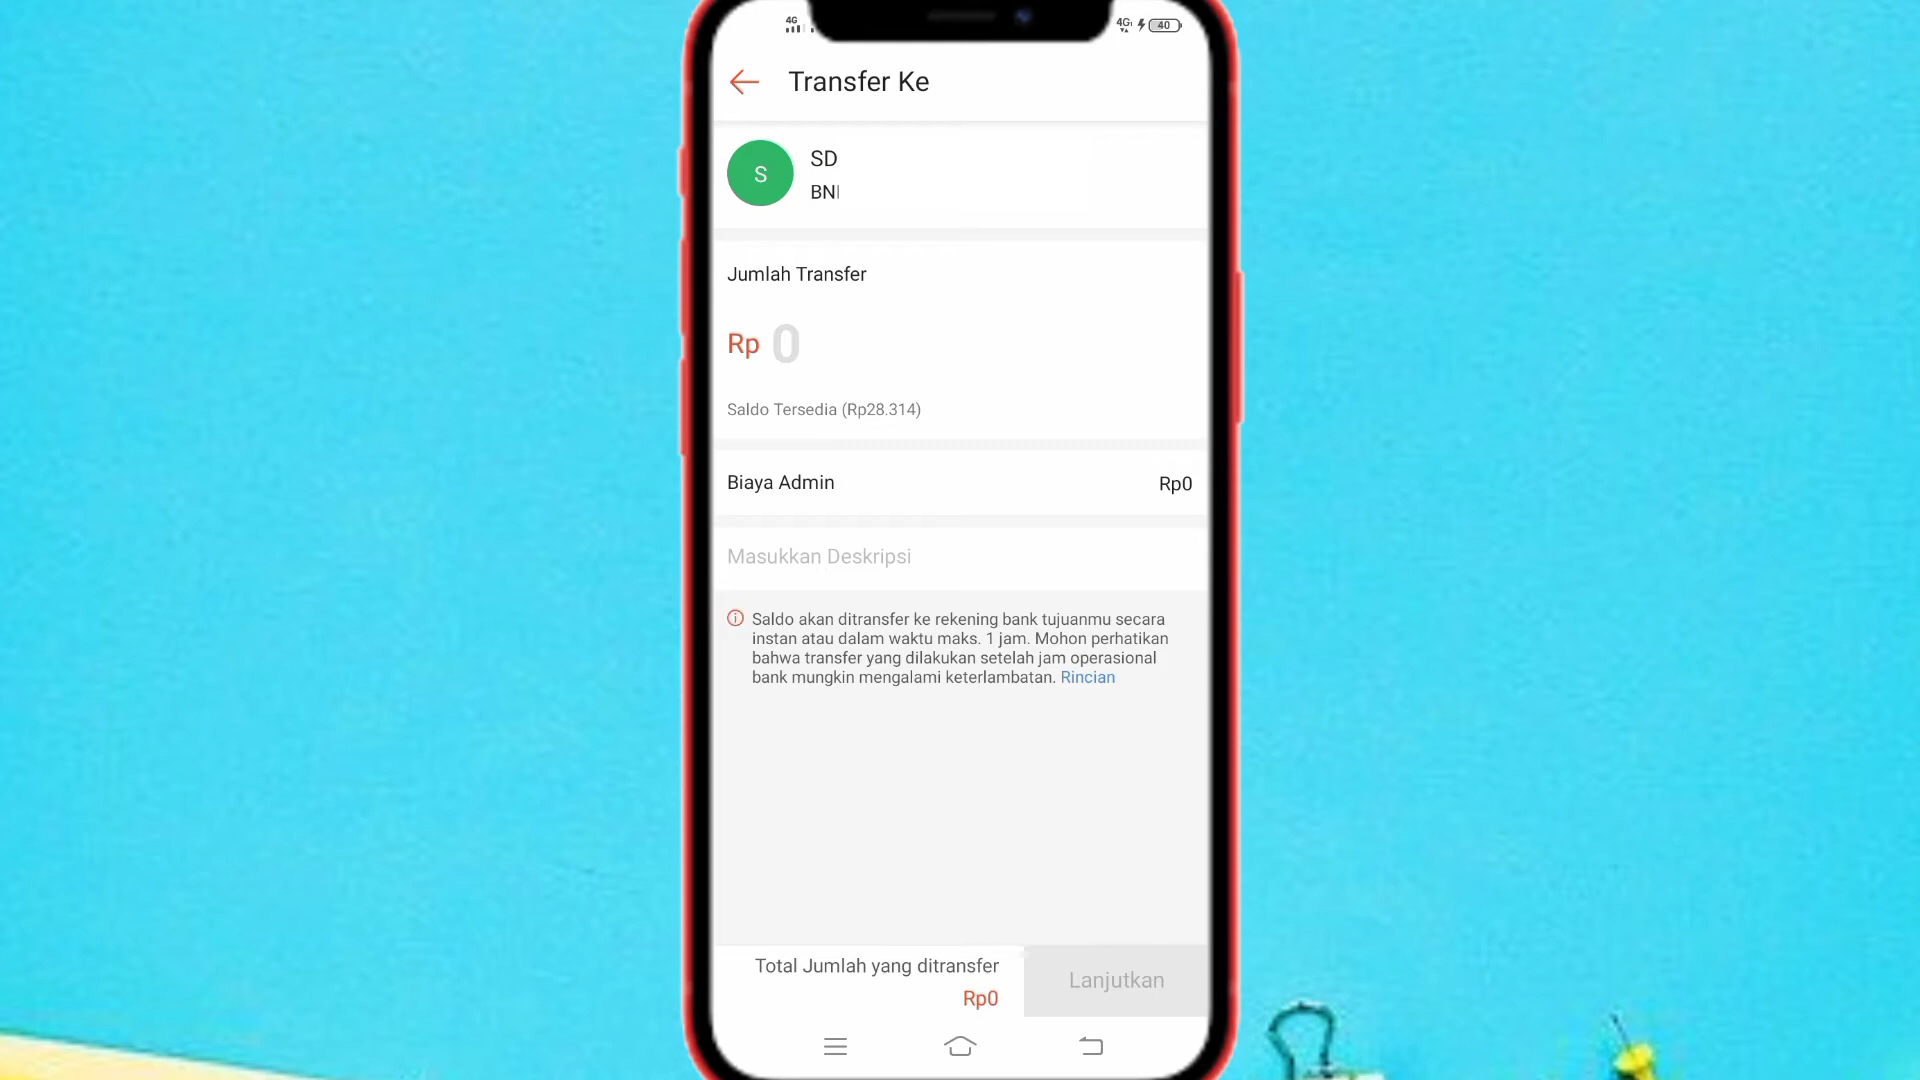 4G
4G 40
Transfer Ke
S
SD
BNI
Jumlah Transfer
Rp 0
Saldo Tersedia (Rp28.314)
Biaya Admin Rp0
Masukkan Deskripsi
Saldo akan ditransfer ke rekening bank tujuanmu secara
instan atau dalam waktu maks. 1 jam. Mohon perhatikan
bahwa transfer yang dilakukan setelah jam operasional
bank mungkin mengalami keterlambatan. Rincian
Total Jumlah yang ditransfer
Rp0
Lanjutkan